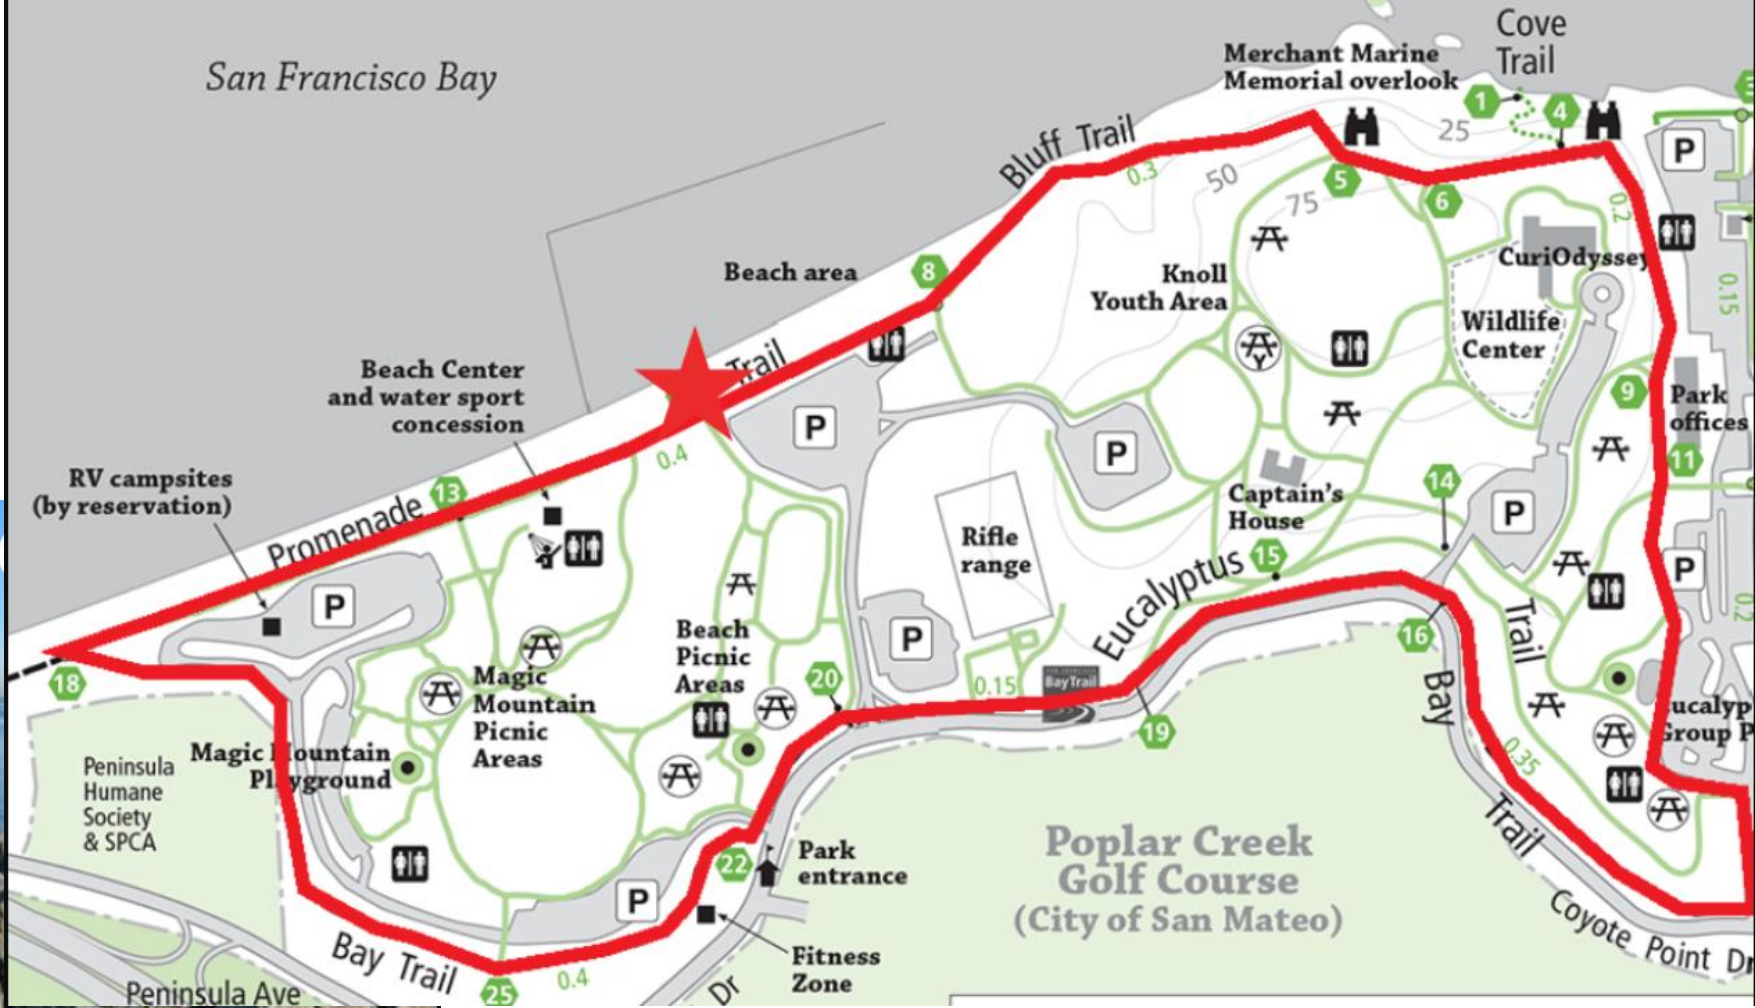 San Francisco Bay
Cove
Trail
Merchant Marine
Memorial overlook
1
4
25
P
Bluff Trail
0.3
50
5
75
6
0.2
CuriOdyssey
Beach area
8
Knoll
Youth Area
0.15
Wildlife
Center
Trail
Beach Center
and water sport
concession
P
P
9
Park
offices
0.4
11
RV campsites
(by reservation)
13
Promenade
14
Captain's
House
P
Rifle
range
15
P
P
Eucalyptus
0.2
Trail
16
Beach
Picnic
Areas
P
18
Magic
Mountain
Picnic
Areas
20
0.15
Bay Trail
19
Bay
Group P
Magic Mountain
Playground
Peninsula
Humane
Society
& SPCA
0.35
Trail
22
Park
entrance
Poplar Creek
Golf Course
(City of San Mateo)
P
Coyote Point Dr
Bay Trail
Fitness
Zone
0.4
25
Peninsula Ave
Dr